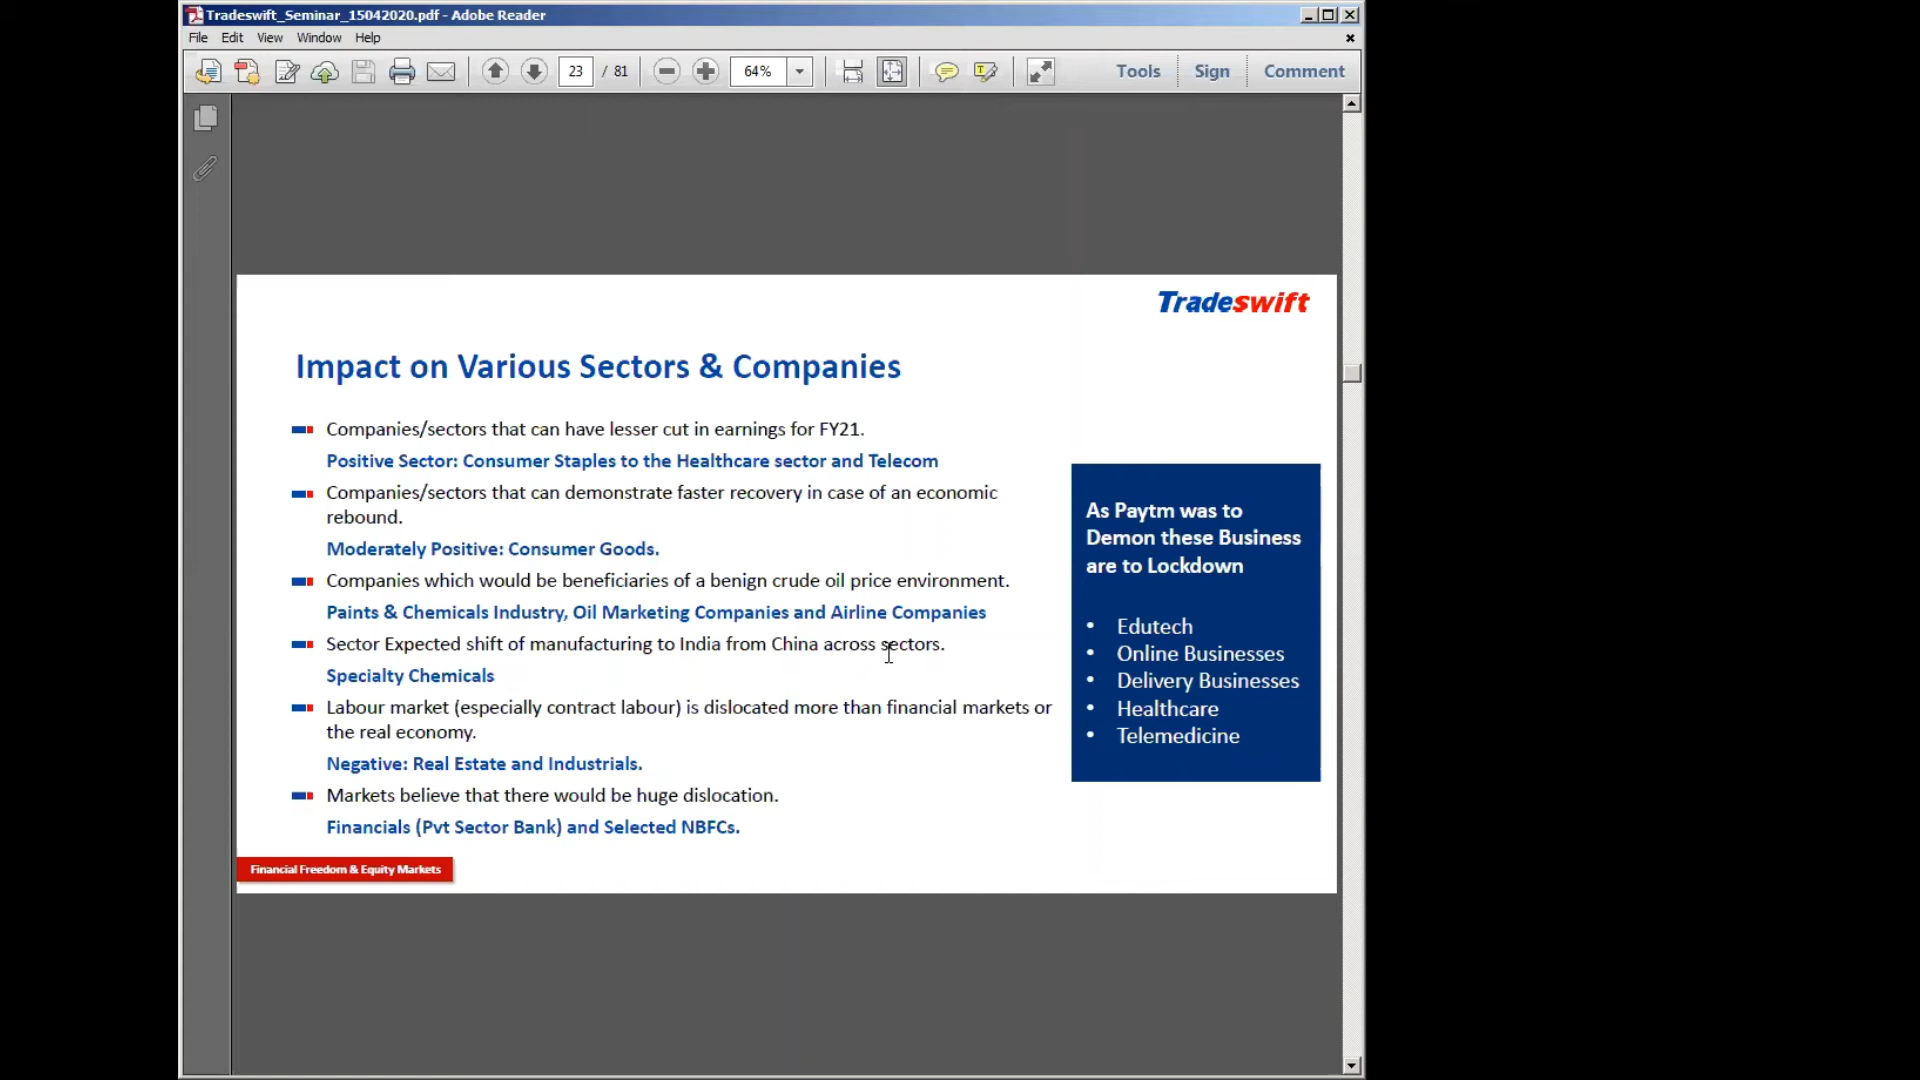 Tradeswift_Seminar_15042020.pdf - Adobe Reader
File Edit View Window Help
23 / 81 64% Tools Sign Comment
Tradeswift
Impact on Various Sectors & Companies
Companies/sectors that can have lesser cut in earnings for FY21.
Positive Sector: Consumer Staples to the Healthcare sector and Telecom
Companies/sectors that can demonstrate faster recovery in case of an economic
rebound.
Moderately Positive: Consumer Goods.
Companies which would be beneficiaries of a benign crude oil price environment.
Paints & Chemicals Industry, Oil Marketing Companies and Airline Companies
Sector Expected shift of manufacturing to India from China across sectors.
Specialty Chemicals
Labour market (especially contract labour) is dislocated more than financial markets or
the real economy.
Negative: Real Estate and Industrials.
Markets believe that there would be huge dislocation.
Financials (Pvt Sector Bank) and Selected NBFCs.
As Paytm was to
Demon these Business
are to Lockdown
• Edutech
• Online Businesses
• Delivery Businesses
• Healthcare
• Telemedicine
Financial Freedom & Equity Markets